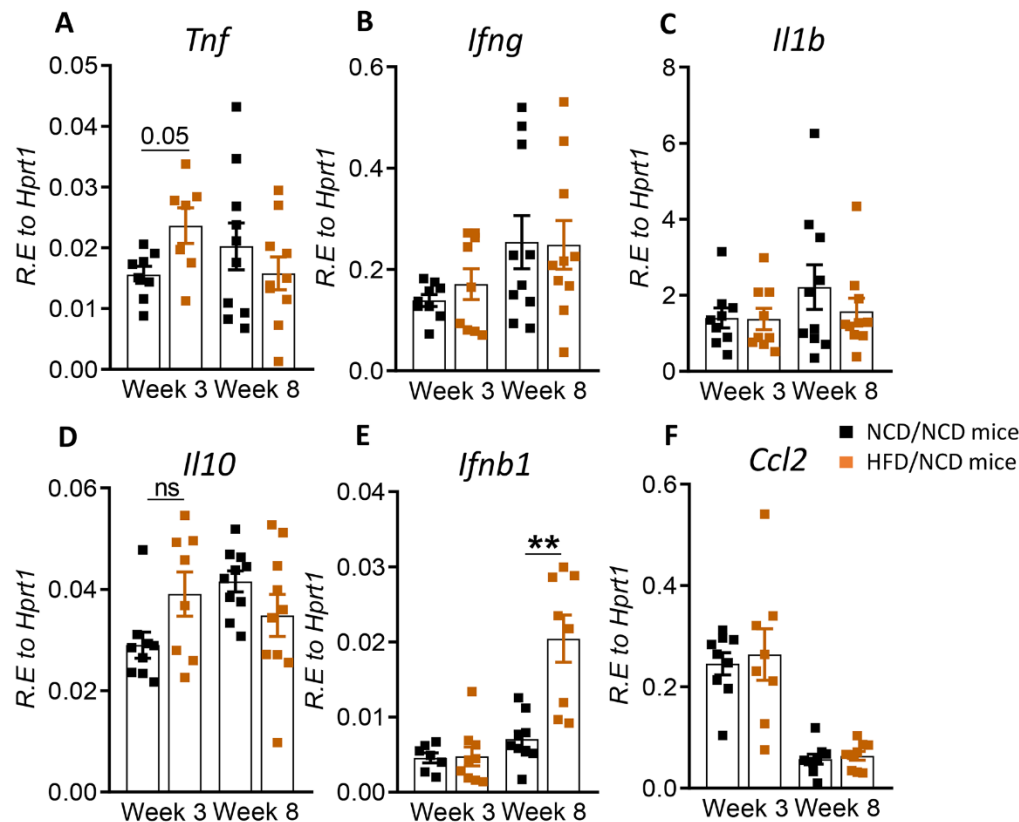 A
Tnf
R.E to Hprt1
0.05
0.04
0.03
0.02
0.01
0.00
0.05
Week 3 Week 8
B
Ifng
R.E to Hprt1
0.6
0.4
0.2
0.0
Week 3 Week 8
C
Il1b
R.E to Hprt1
8
6
4
2
0
Week 3 Week 8
NCD/NCD mice
HFD/NCD mice
D
Il10
R.E to Hprt1
0.06
0.04
0.02
0.00
ns
Week 3 Week 8
E
Ifnb1
R.E to Hprt1
0.04
0.03
0.02
0.01
0.00
**
Week 3 Week 8
F
Ccl2
R.E to Hprt1
0.6
0.4
0.2
0.0
Week 3 Week 8